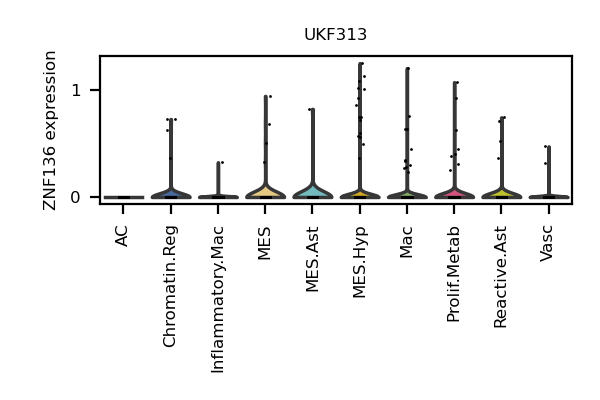 UKF313
ZNF136 expression
1
0
AC
Chromatin.Reg
Inflammatory.Mac
MES
MES.Ast
MES.Hyp
Mac
Prolif.Metab
Reactive.Ast
Vasc